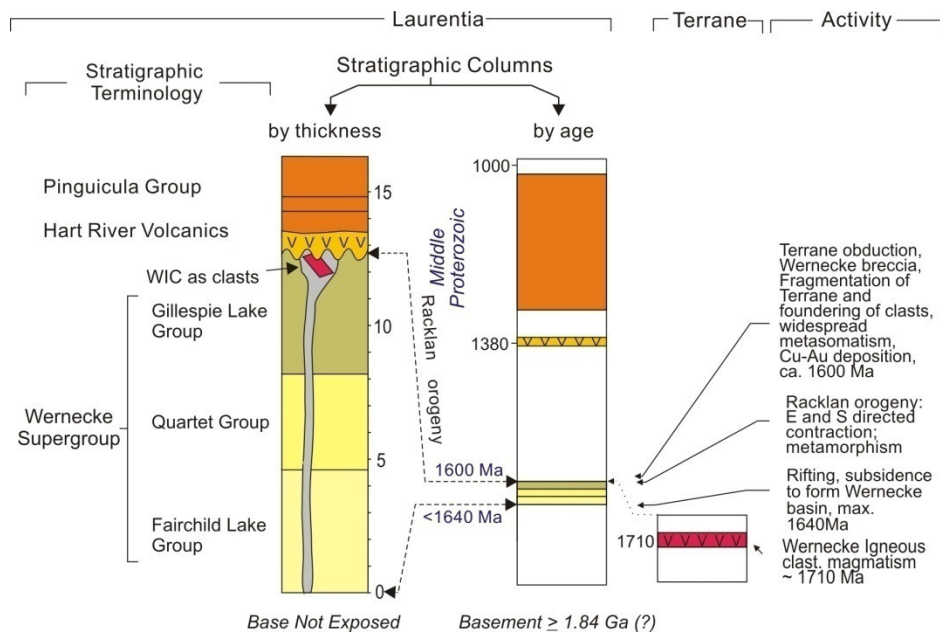 Laurentia
Terrane
Activity
Stratigraphic Columns
Stratigraphic
Terminology
by thickness
by age
Pinguicula Group
Hart River Volcanics
WIC as clasts
Gillespie Lake
Group
Wernecke
Supergroup
Quartet Group
Fairchild Lake
Group
15
10
5
0
V V V V
Base Not Exposed
Middle
Proterozoic
Racklan orogeny
1600 Ma
<1640 Ma
1000
1380
V V V V V
Basement ≥ 1.84 Ga (?)
1710
V V V V
Terrane obduction,
Wernecke breccia,
Fragmentation of
Terrane and
foundering of clasts,
widespread
metasomatism,
Cu-Au deposition,
ca. 1600 Ma
Racklan orogeny:
E and S directed
contraction;
metamorphism
Rifting, subsidence
to form Wernecke
basin, max.
1640Ma
Wernecke Igneous
clast. magmatism
~ 1710 Ma